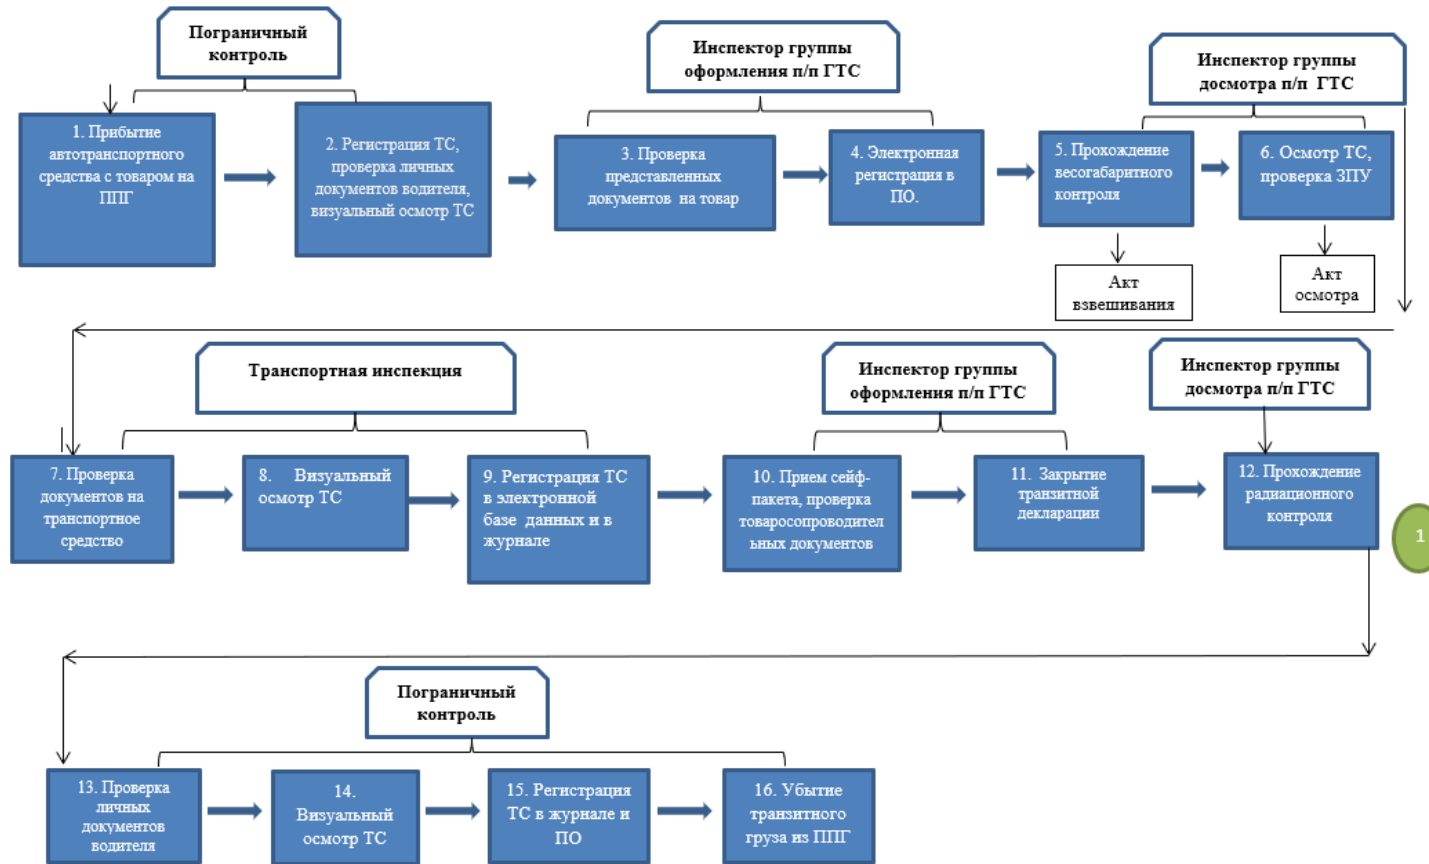 Пограничный
контроль
Инспектор группы
оформления п/п ГТС
Инспектор группы
досмотра п/п  ГТС
1. Прибытие
автотранспортного
средства с товаром на
ППГ
2. Регистрация ТС,
проверка личных
документов водителя,
визуальный осмотр ТС
3. Проверка
представленных
документов  на товар
4. Электронная
регистрация в
ПО.
5. Прохождение
весогабаритного
контроля
6. Осмотр ТС,
проверка ЗПУ
Акт
взвешивания
Акт
осмотра
Транспортная инспекция
Инспектор группы
оформления п/п ГТС
Инспектор группы
досмотра п/п ГТС
7. Проверка
документов на
транспортное
средство
8. Визуальный
осмотр ТС
9. Регистрация ТС
в электронной
базе  данных и в
журнале
10. Прием сейф-
пакета, проверка
товаросопроводител
ьных документов
11. Закрытие
транзитной
декларации
12. Прохождение
радиационного
контроля
1
Пограничный
контроль
13. Проверка
личных
документов
водителя
14.
Визуальный
осмотр ТС
15. Регистрация
ТС в журнале и
ПО
16. Убытие
транзитного
груза из ППГ